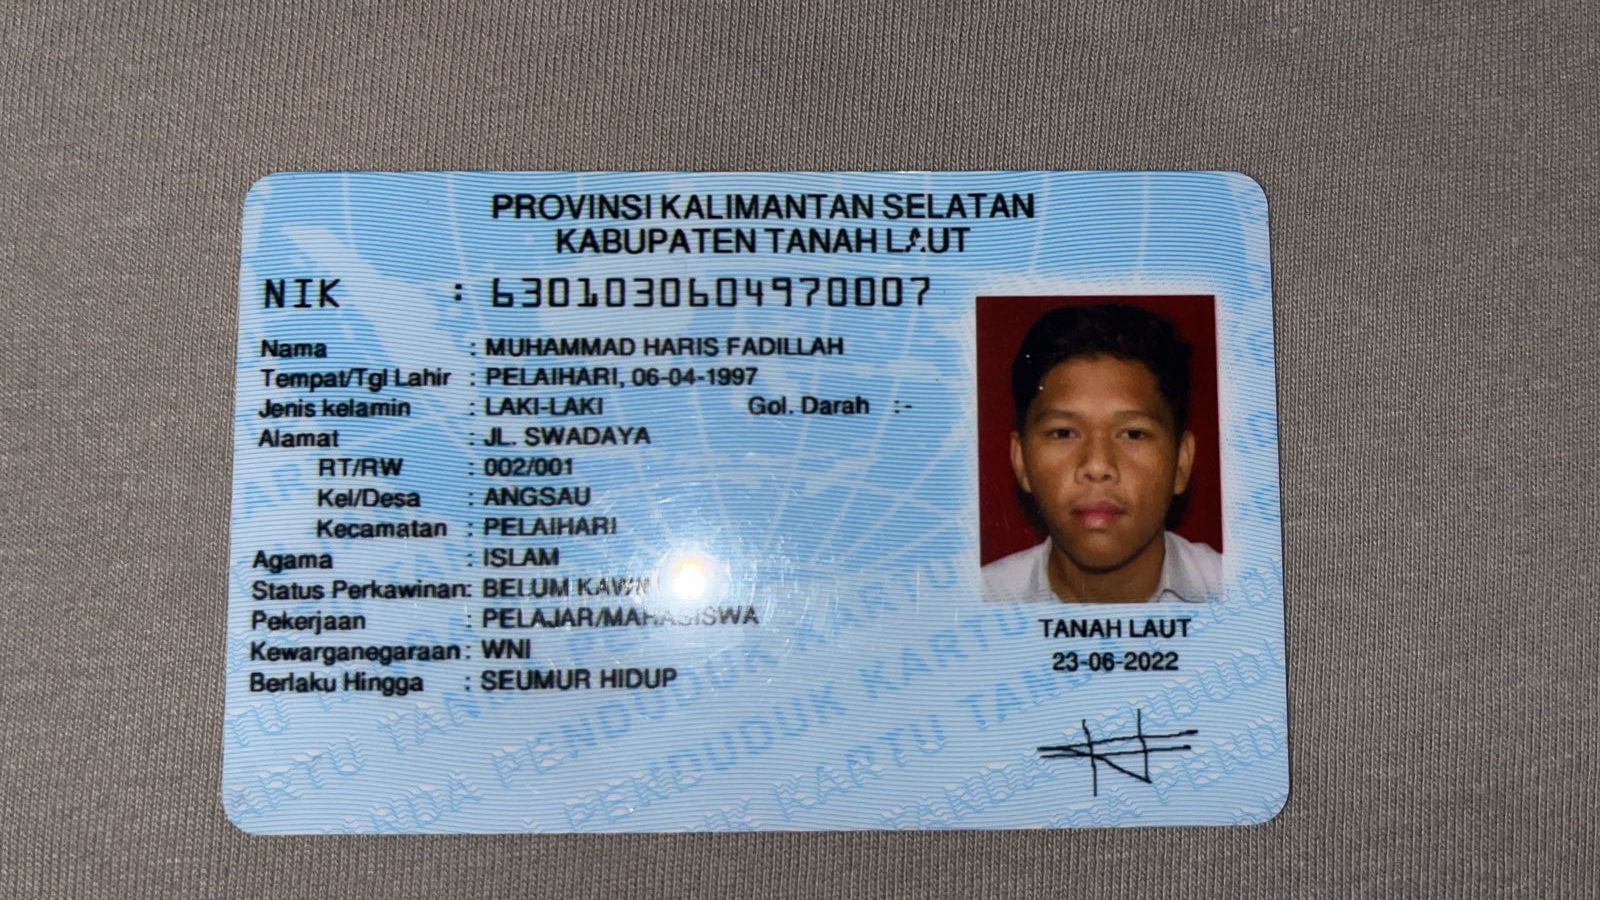 PROVINSI KALIMANTAN SELATAN
KABUPATEN TANAH LAUT
NIK : 6301030604970007
Nama : MUHAMMAD HARIS FADILLAH
Tempat/Tgl Lahir : PELAIHARI, 06-04-1997
Jenis kelamin : LAKI-LAKI Gol. Darah :-
Alamat : JL. SWADAYA
RT/RW : 002/001
Kel/Desa : ANGSAU
Kecamatan : PELAIHARI
Agama : ISLAM
Status Perkawinan: BELUM KAWIN
Pekerjaan : PELAJAR/MAHASISWA
Kewarganegaraan: WNI
Berlaku Hingga : SEUMUR HIDUP
TANAH LAUT
23-06-2022